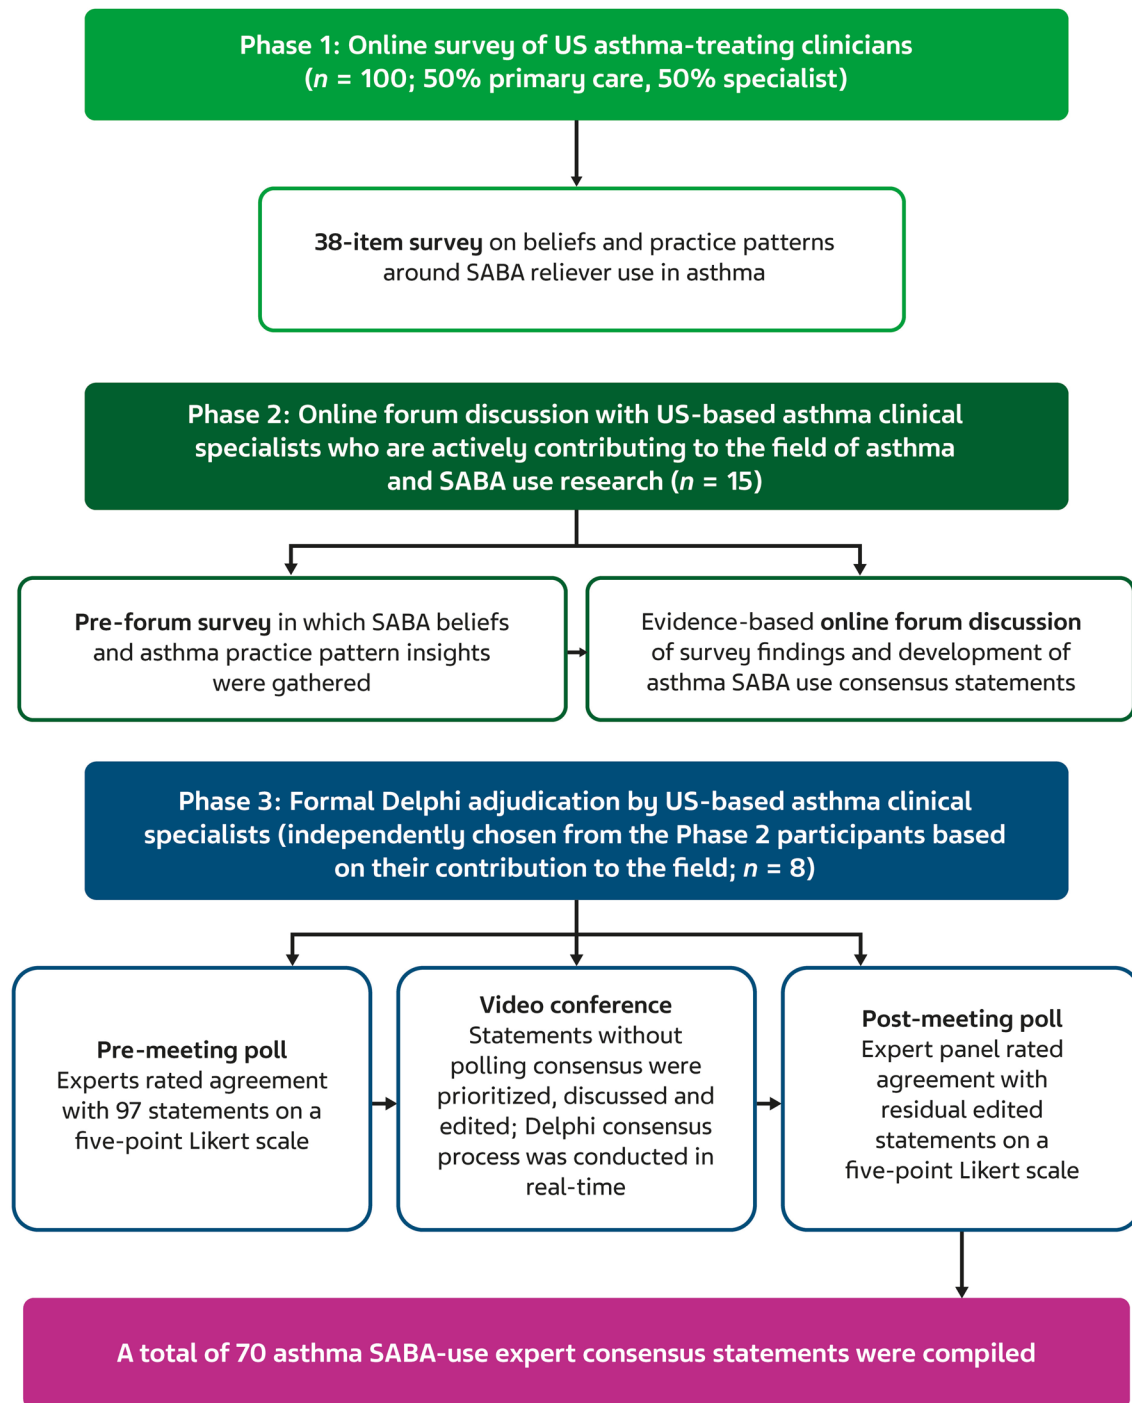 Phase 1: Online survey of US asthma-treating clinicians
(n = 100; 50% primary care, 50% specialist)
38-item survey on beliefs and practice patterns
around SABA reliever use in asthma
Phase 2: Online forum discussion with US-based asthma clinical
specialists who are actively contributing to the field of asthma
and SABA use research (n = 15)
Pre-forum survey in which SABA beliefs
and asthma practice pattern insights
were gathered
Evidence-based online forum discussion
of survey findings and development of
asthma SABA use consensus statements
Phase 3: Formal Delphi adjudication by US-based asthma clinical
specialists (independently chosen from the Phase 2 participants based
on their contribution to the field; n = 8)
Pre-meeting poll
Experts rated agreement
with 97 statements on a
five-point Likert scale
Video conference
Statements without
polling consensus were
prioritized, discussed and
edited; Delphi consensus
process was conducted in
real-time
Post-meeting poll
Expert panel rated
agreement with
residual edited
statements on a
five-point Likert scale
A total of 70 asthma SABA-use expert consensus statements were compiled